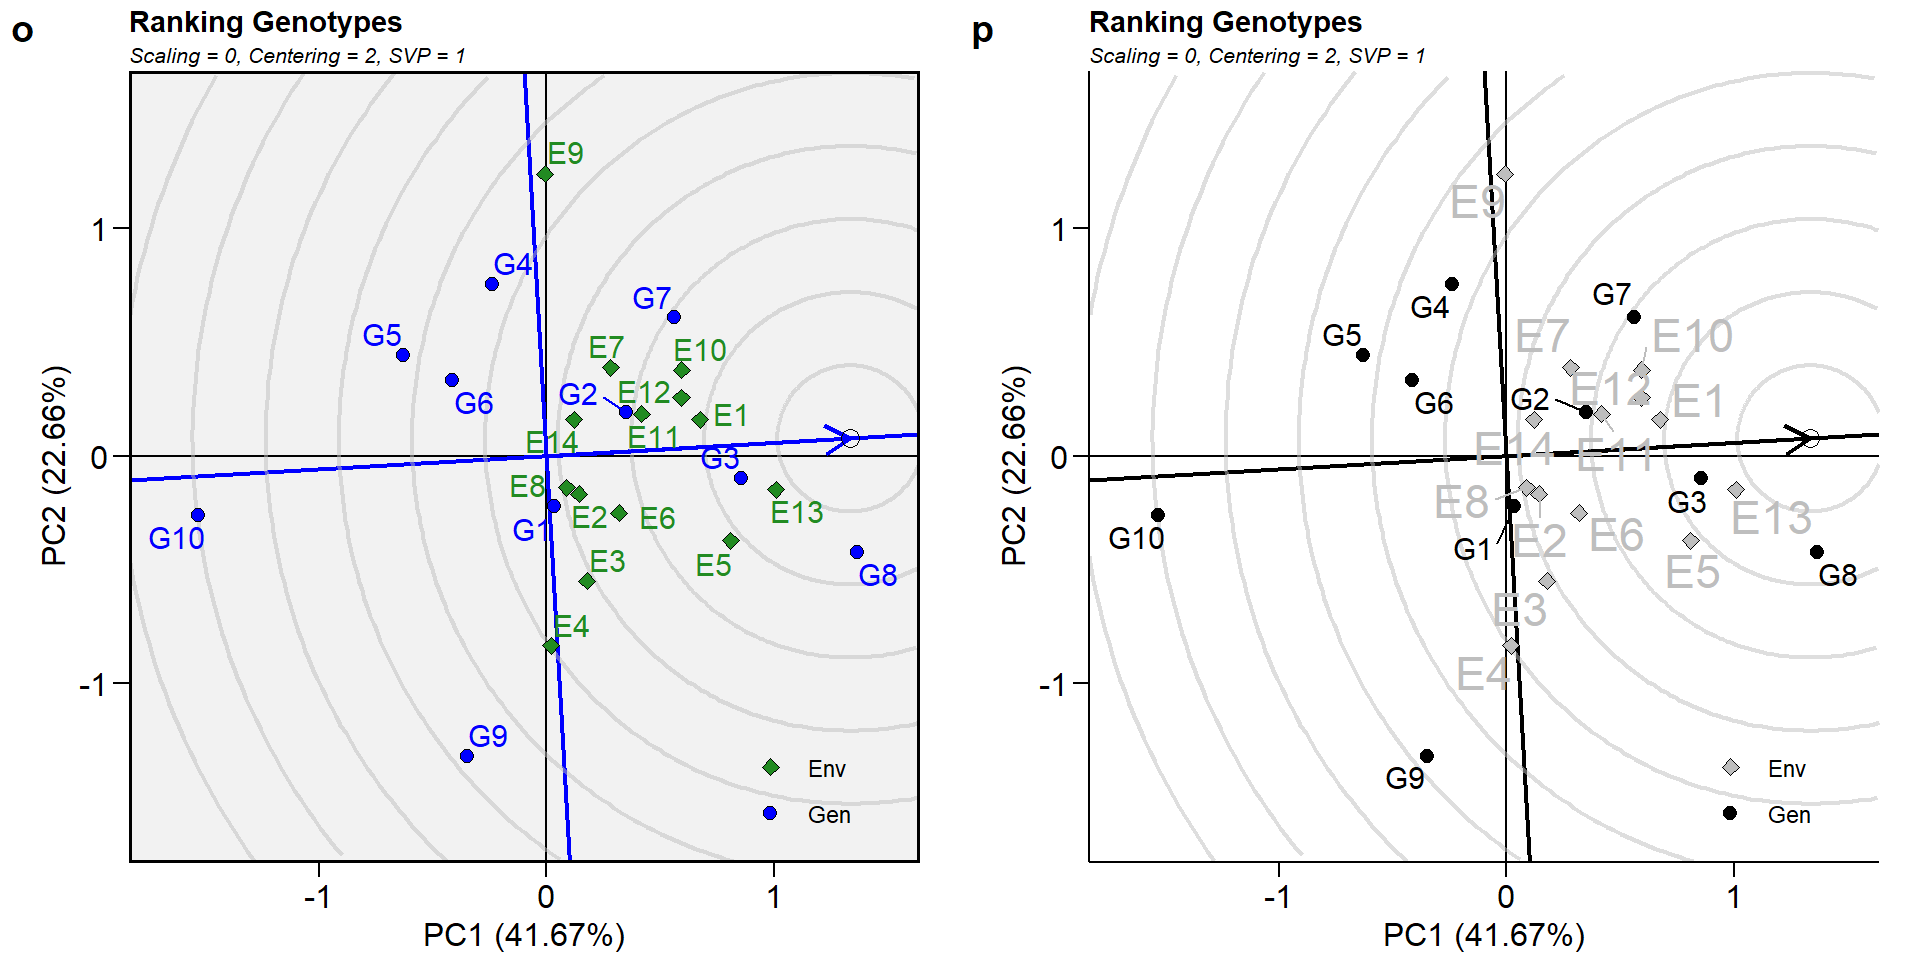 o
Ranking Genotypes
Scaling = 0, Centering = 2, SVP = 1
E9
1
G4
G7
G5
E7
E10
G2
E12
G6
E1
E11
E14
0
G3
E8
E13
G1
E2
E6
G10
E3
E5
G8
E4
-1
G9
Env
Gen
-1
0
1
PC1 (41.67%)
PC2 (22.66%)
p
Ranking Genotypes
Scaling = 0, Centering = 2, SVP = 1
E9
1
G7
G4
G5
E7
E10
E12
G2
G6
E1
E14
E11
0
E8
G3
E13
G10
G1
E2
E6
E5
G8
E3
E4
-1
G9
Env
Gen
-1
0
1
PC1 (41.67%)
PC2 (22.66%)